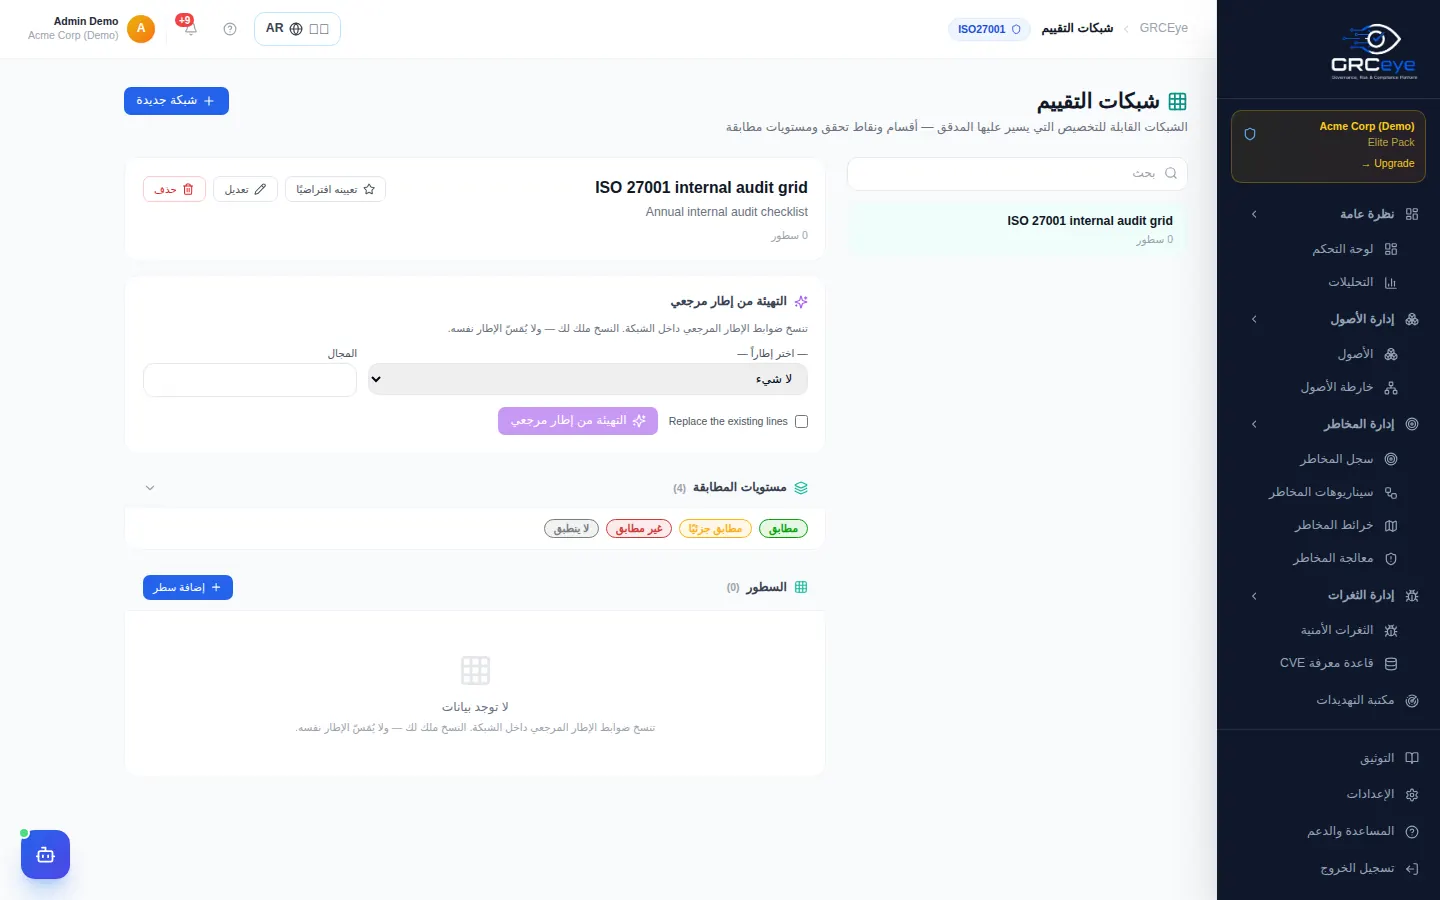 GRCeye
Governance, Risk & Compliance Platform
Acme Corp (Demo)
Elite Pack
Upgrade →
نظرة عامة
لوحة التحكم
التحليلات
إدارة الأصول
الأصول
خارطة الأصول
إدارة المخاطر
سجل المخاطر
سيناريوهات المخاطر
خرائط المخاطر
معالجة المخاطر
إدارة الثغرات
الثغرات الأمنية
قاعدة معرفة CVE
مكتبة التهديدات
التوثيق
الإعدادات
المساعدة والدعم
تسجيل الخروج
GRCEye
شبكات التقييم
ISO27001
AR
+9
A
Admin Demo
Acme Corp (Demo)
شبكات التقييم
الشبكات القابلة للتخصيص التي يسير عليها المدقق — أقسام ونقاط تحقق ومستويات مطابقة
شبكة جديدة
بحث
ISO 27001 internal audit grid
0 سطور
ISO 27001 internal audit grid
Annual internal audit checklist
0 سطور
تعيينه افتراضيًا
تعديل
حذف
التهيئة من إطار مرجعي
تنسخ ضوابط الإطار المرجعي داخل الشبكة. النسخ ملك لك — ولا يُمَسّ الإطار نفسه.
— اختر إطاراً —
المجال
لا شيء
Replace the existing lines
التهيئة من إطار مرجعي
مستويات المطابقة (4)
مطابق
مطابق جزئيًا
غير مطابق
لا ينطبق
السطور (0)
إضافة سطر
لا توجد بيانات
تنسخ ضوابط الإطار المرجعي داخل الشبكة. النسخ ملك لك — ولا يُمَسّ الإطار نفسه.